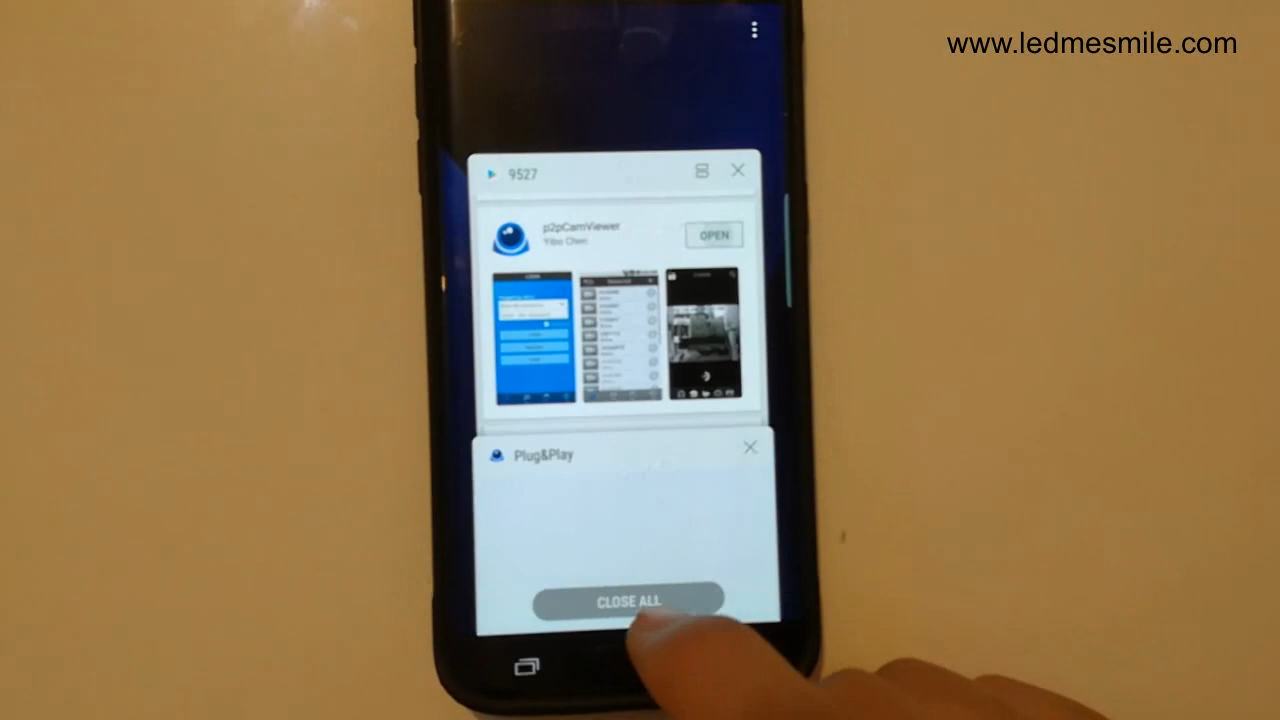 www.ledmesmile.com
9527
p2pCamViewer
Yibo Chen
OPEN
Plug&Play
CLOSE ALL